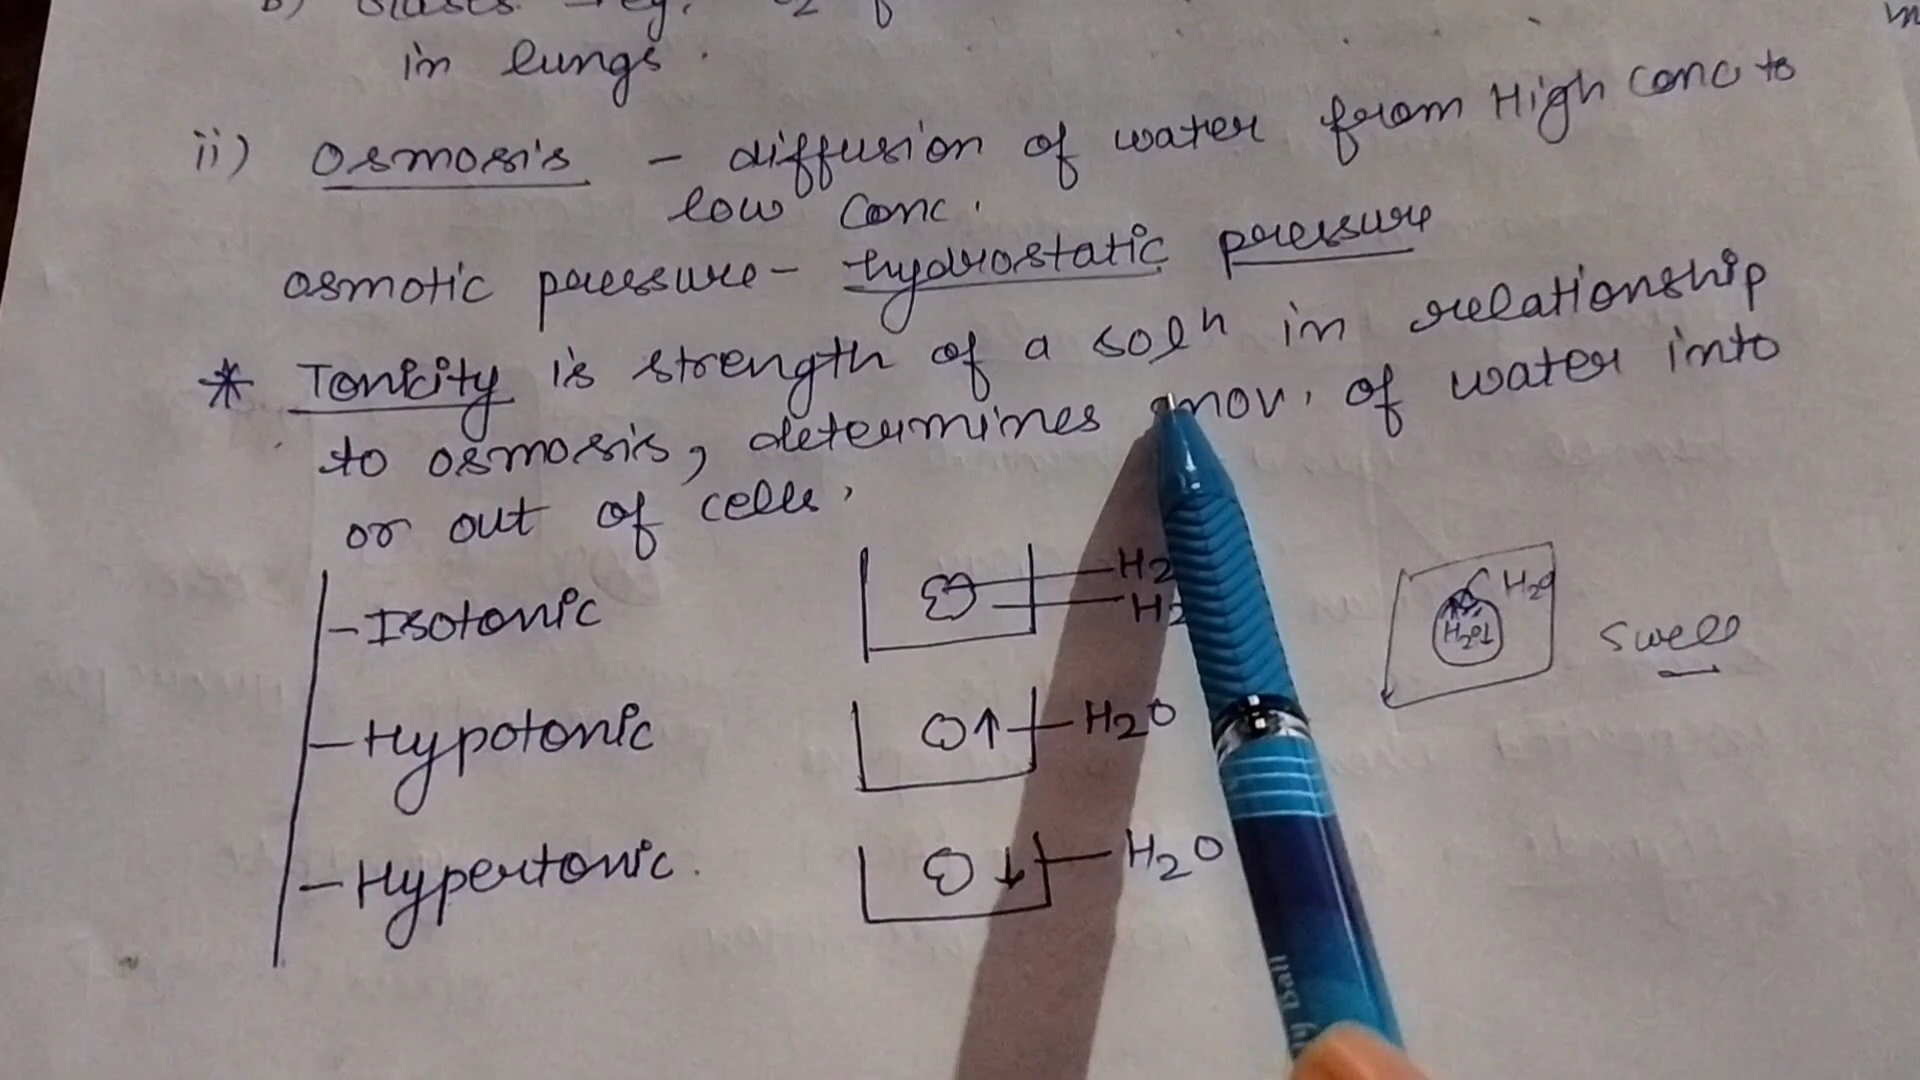 in lungs.
ii) Osmosis - diffusion of water from High Conc to
low Conc.
osmotic pressure - hydrostatic pressure
* Tonicity is strength of a solⁿ in relationship
to osmosis, determines mov. of water into
or out of cells.
- Isotonic
H2
H2
H2O
H2O↑
Swell
- Hypotonic
↑ H2O
- Hypertonic.
↓ H2O